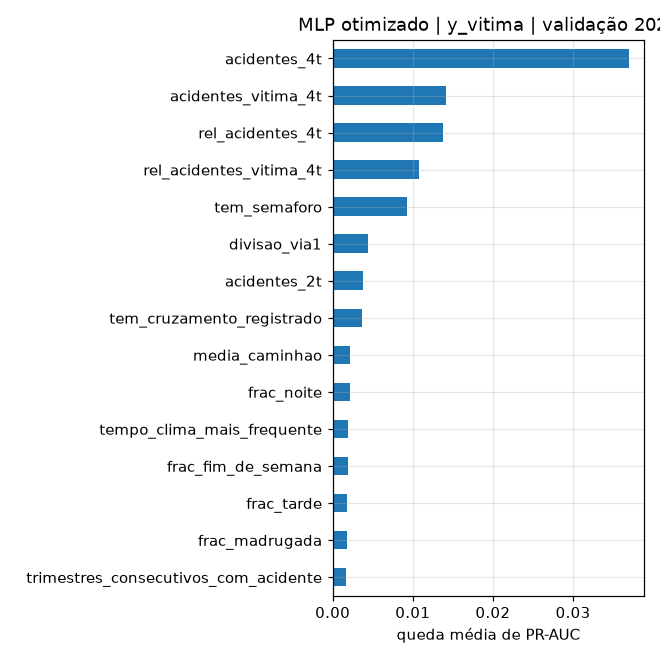 MLP otimizado | y_vitima | validação 202
acidentes_4t
acidentes_vitima_4t
rel_acidentes_4t
rel_acidentes_vitima_4t
tem_semaforo
divisao_via1
acidentes_2t
tem_cruzamento_registrado
media_caminhao
frac_noite
tempo_clima_mais_frequente
frac_fim_de_semana
frac_tarde
frac_madrugada
trimestres_consecutivos_com_acidente
0.00 0.01 0.02 0.03
queda média de PR-AUC